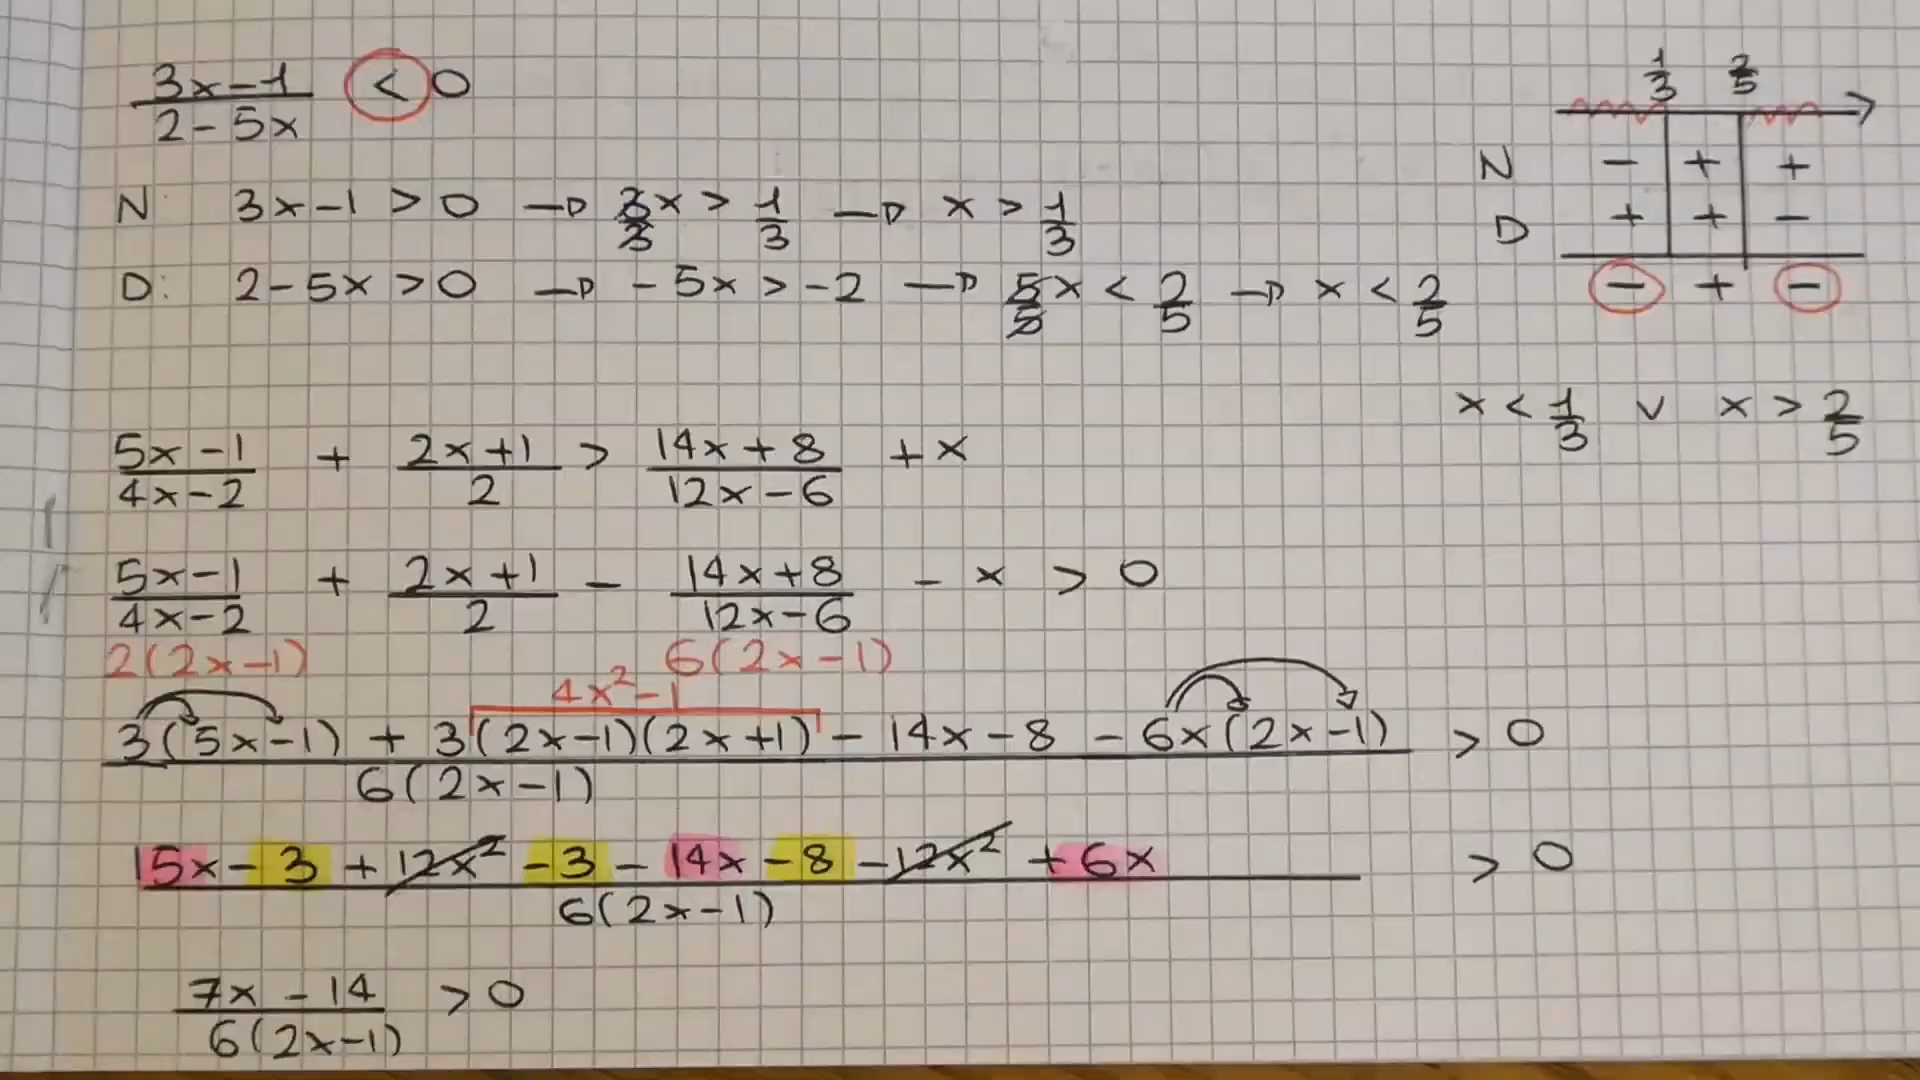 (3x-1)/(2-5x) < 0
N: 3x-1 > 0 → 3x/3 > 1/3 → x > 1/3
D: 2-5x > 0 → -5x > -2 → 5x/5 < 2/5 → x < 2/5
1/3 2/5
N - + +
D + + -
- + -
x < 1/3 ∨ x > 2/5
(5x-1)/(4x-2) + (2x+1)/2 > (14x+8)/(12x-6) + x
(5x-1)/(4x-2) + (2x+1)/2 - (14x+8)/(12x-6) - x > 0
2(2x-1) 6(2x-1)
4x²-1
3(5x-1) + 3(2x-1)(2x+1) - 14x-8 - 6x(2x-1) > 0
6(2x-1)
15x-3 + 12x² - 3 - 14x - 8 - 12x² + 6x > 0
6(2x-1)
7x - 14 > 0
6(2x-1)